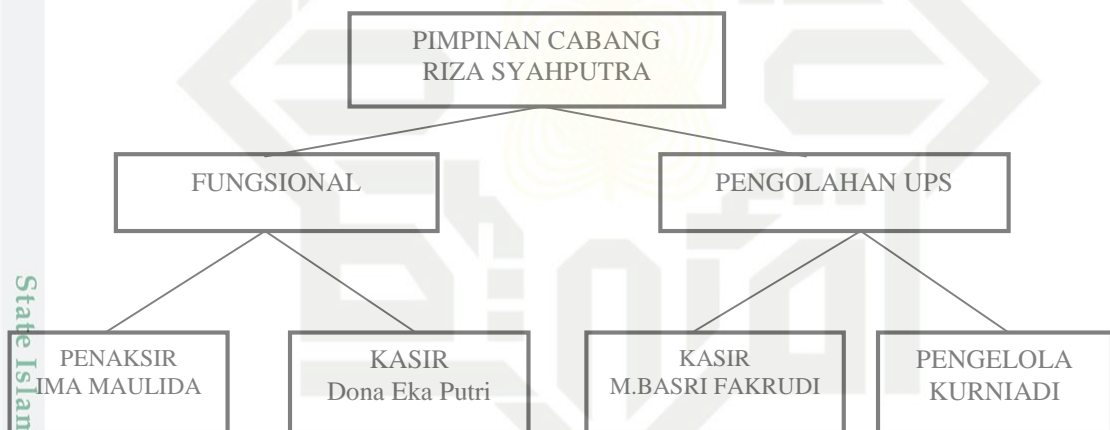 PIMPINAN CABANG
RIZA SYAHPUTRA
FUNGSIONAL
PENGOLAHAN UPS
PENAKSIR
IMA MAULIDA
KASIR
Dona Eka Putri
KASIR
M.BASRI FAKRUDI
PENGELOLA
KURNIADI
State Islam